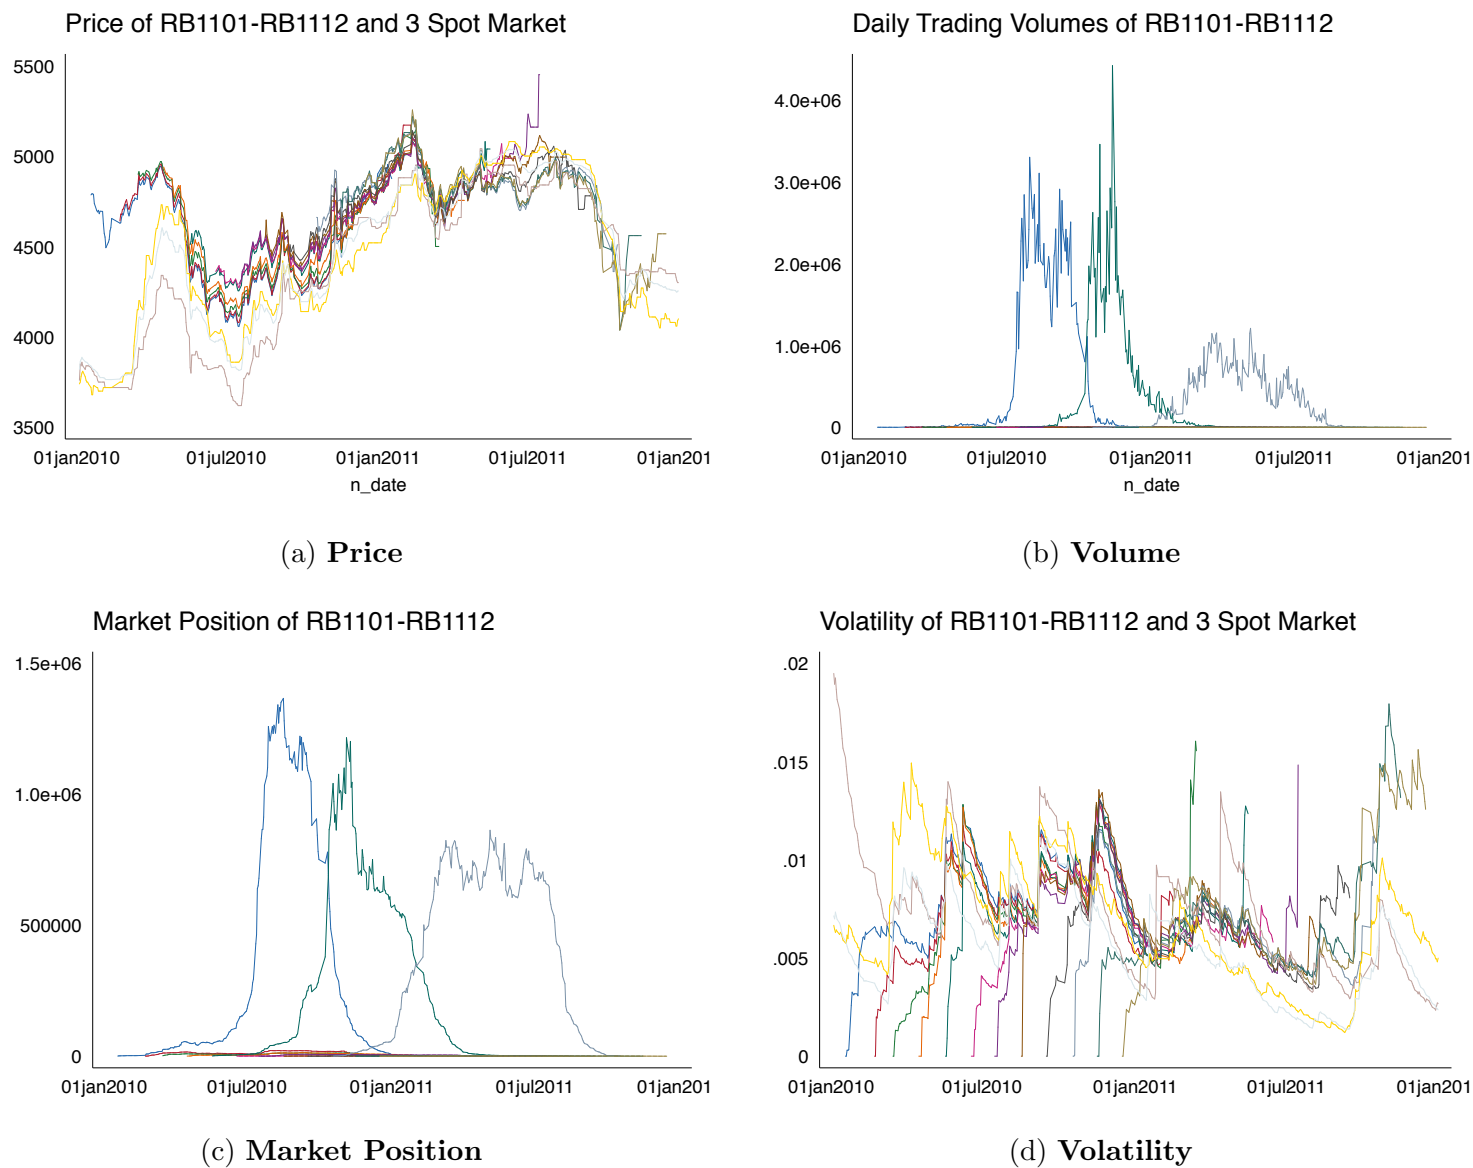 Price of RB1101-RB1112 and 3 Spot Market
5500
5000
4500
4000
3500
01jan2010 01jul2010 01jan2011 01jul2011 01jan201
n_date
(a) Price
Daily Trading Volumes of RB1101-RB1112
4.0e+06
3.0e+06
2.0e+06
1.0e+06
0
01jan2010 01jul2010 01jan2011 01jul2011 01jan201
n_date
(b) Volume
Market Position of RB1101-RB1112
1.5e+06
1.0e+06
500000
0
01jan2010 01jul2010 01jan2011 01jul2011 01jan201
(c) Market Position
Volatility of RB1101-RB1112 and 3 Spot Market
.02
.015
.01
.005
0
01jan2010 01jul2010 01jan2011 01jul2011 01jan201
(d) Volatility